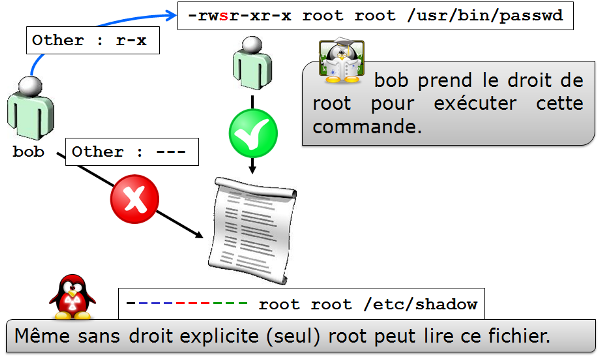 -rwsr-xr-x root root /usr/bin/passwd
Other : r-x
bob prend le droit de
root pour exécuter cette
commande.
bob
Other : ---
---------- root root /etc/shadow
Même sans droit explicite (seul) root peut lire ce fichier.